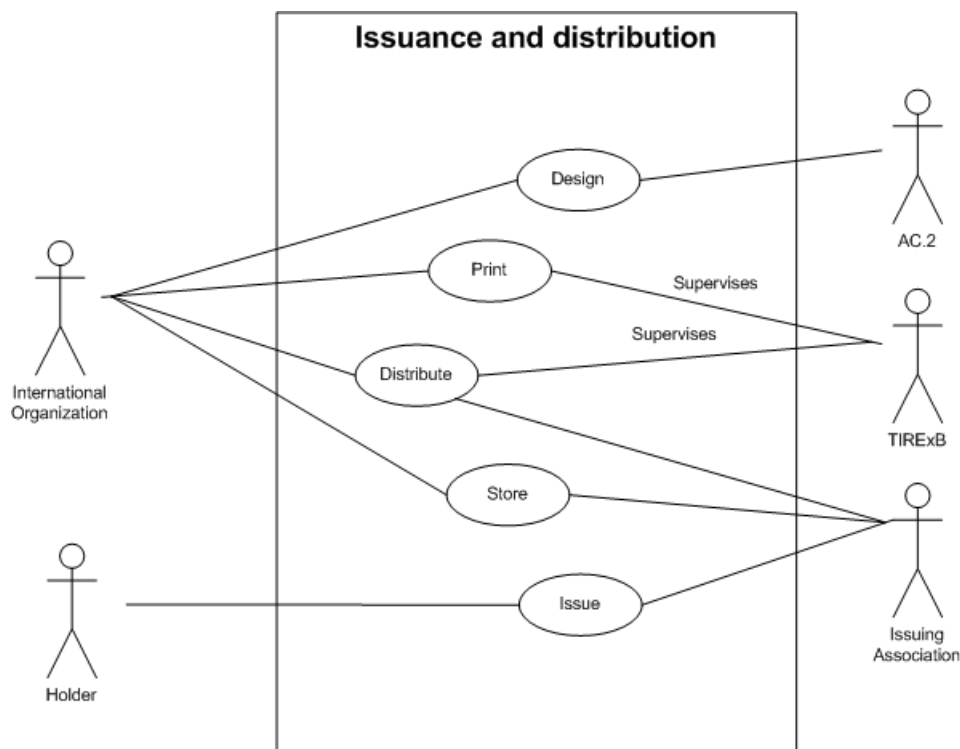 Issuance and distribution
Design
AC.2
Print
Supervises
Supervises
International
Organization
Distribute
TIRExB
Store
Issue
Issuing
Association
Holder